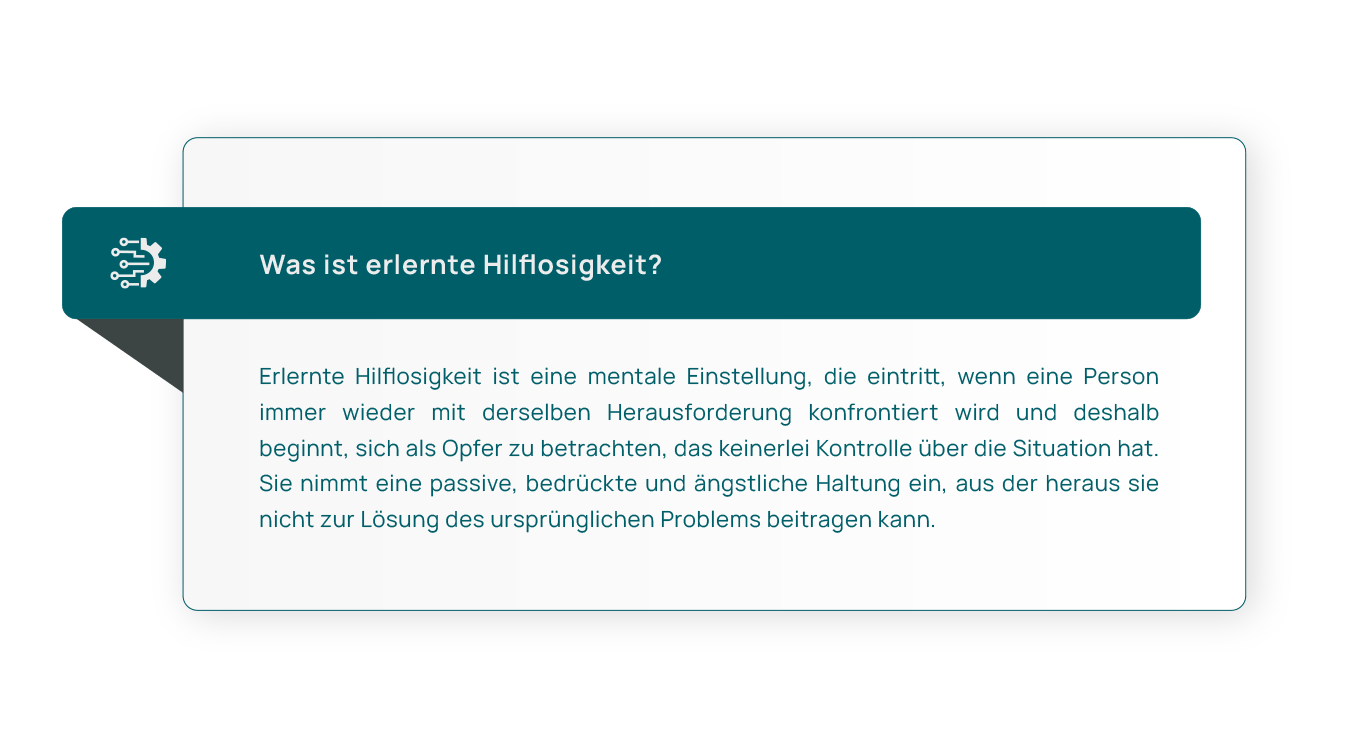 Was ist erlernte Hilflosigkeit?
Erlernte Hilflosigkeit ist eine mentale Einstellung, die eintritt, wenn eine Person
immer wieder mit derselben Herausforderung konfrontiert wird und deshalb
beginnt, sich als Opfer zu betrachten, das keinerlei Kontrolle über die Situation hat.
Sie nimmt eine passive, bedrückte und ängstliche Haltung ein, aus der heraus sie
nicht zur Lösung des ursprünglichen Problems beitragen kann.